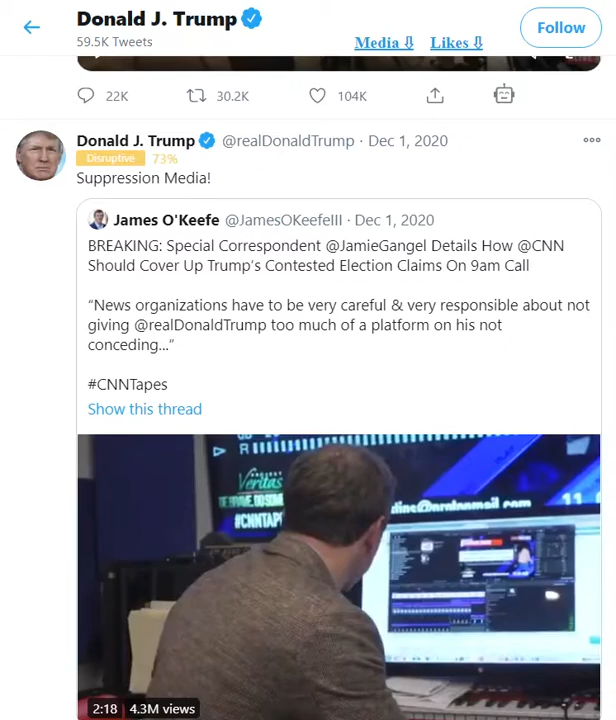 Donald J. Trump
59.5K Tweets
Media ⇩ Likes ⇩
Follow
LIVE
22K 30.2K 104K
Donald J. Trump @realDonaldTrump · Dec 1, 2020
Disruptive 73%
Suppression Media!
James O'Keefe @JamesOKeefeIII · Dec 1, 2020
BREAKING: Special Correspondent @JamieGangel Details How @CNN
Should Cover Up Trump's Contested Election Claims On 9am Call
“News organizations have to be very careful & very responsible about not
giving @realDonaldTrump too much of a platform on his not
conceding...”
#CNNTapes
Show this thread
PROJECT
Veritas
#CNNTAP
2:18 4.3M views